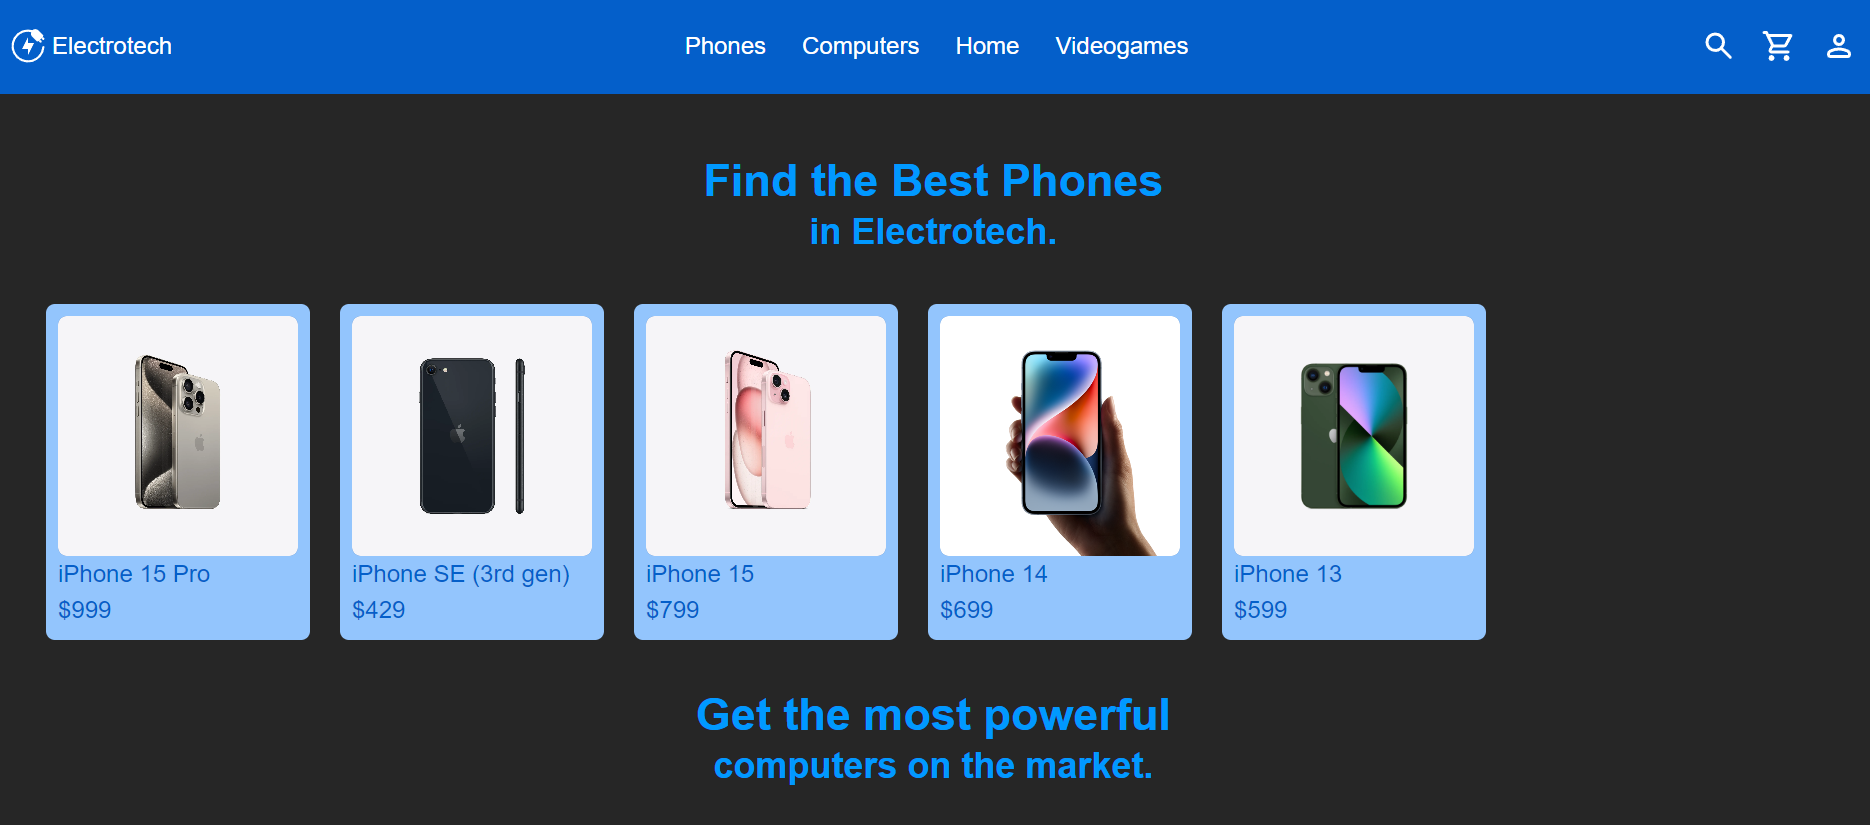 Electrotech
Phones
Computers
Home
Videogames
Find the Best Phones
in Electrotech.
iPhone 15 Pro
$999
iPhone SE (3rd gen)
$429
iPhone 15
$799
iPhone 14
$699
iPhone 13
$599
Get the most powerful
computers on the market.